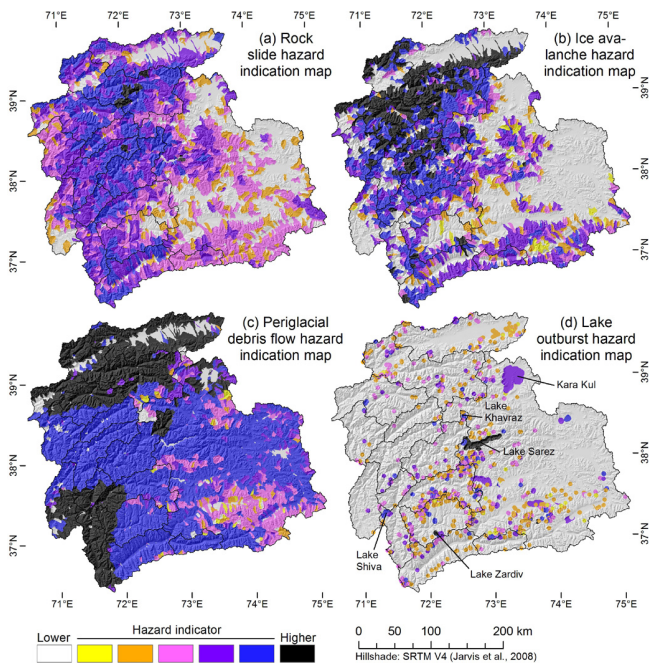 71°E 72°E 73°E 74°E 75°E 71°E 72°E 73°E 74°E 75°E
(a) Rock
slide hazard
indication map
(b) Ice ava-
lanche hazard
indication map
39°N
38°N
37°N
39°N
38°N
37°N
(c) Periglacial
debris flow hazard
indication map
(d) Lake
outburst hazard
indication map
39°N
38°N
37°N
39°N
38°N
37°N
Kara Kul
Lake
Khavraz
Lake Sarez
Lake
Shiva
Lake Zardiv
71°E 72°E 73°E 74°E 75°E 71°E 72°E 73°E 74°E 75°E
Lower Hazard indicator Higher
0 50 100 200 km
Hillshade: SRTM V4 (Jarvis et al., 2008)